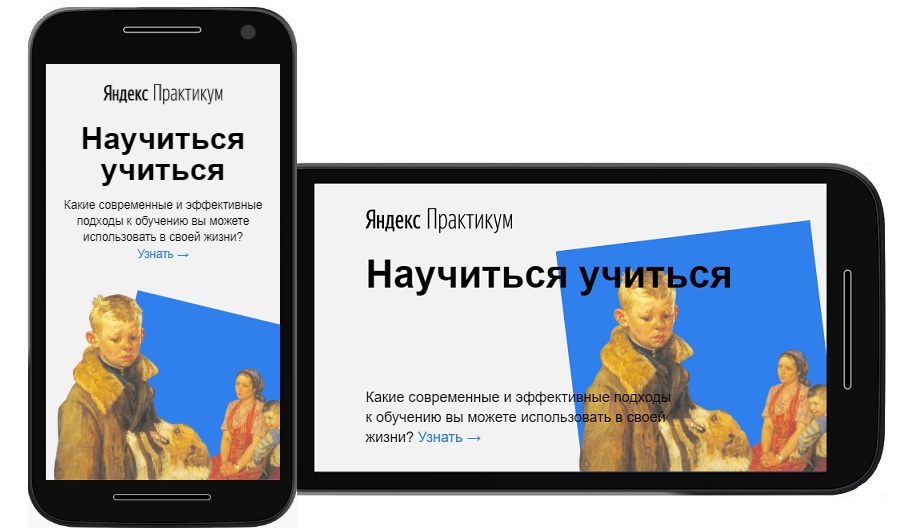 Яндекс Практикум
Научиться
учиться
Какие современные и эффективные
подходы к обучению вы можете
использовать в своей жизни?
Узнать →
Яндекс Практикум
Научиться учиться
Какие современные и эффективные подходы
к обучению вы можете использовать в своей
жизни? Узнать →